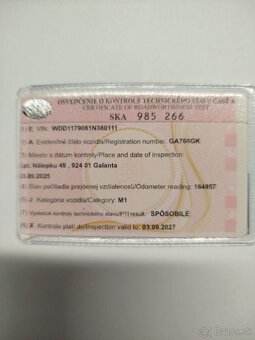 OSVEDČENIE O KONTROLE TECHNICKÉHO STAVU ČASŤ A
CERTIFICATE OF ROADWORTHINESS TEST
SKA 985 266
E VIN: WDD1179081N380111
A Evidenčné číslo vozidla/Registration number: GA760GK
Miesto a dátum kontroly/Place and date of inspection:
Nálepku 49, 924 01 Galanta
03.09.2025
Stav počítadla prejdenej vzdialenosti/Odometer reading: 164957
J Kategória vozidla/Category: M1
Výsledok kontroly technického stavu/PTI result: SPÔSOBILÉ
Kontrola platí do/Inspection valid to: 03.09.2027
bazos.sk